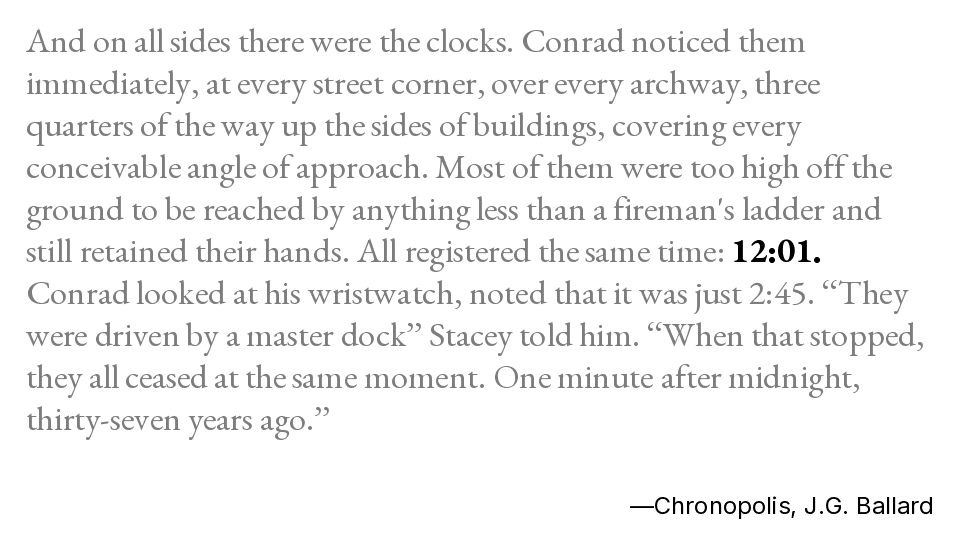 And on all sides there were the clocks. Conrad noticed them
immediately, at every street corner, over every archway, three
quarters of the way up the sides of buildings, covering every
conceivable angle of approach. Most of them were too high off the
ground to be reached by anything less than a fireman's ladder and
still retained their hands. All registered the same time: 12:01.
Conrad looked at his wristwatch, noted that it was just 2:45. “They
were driven by a master dock” Stacey told him. “When that stopped,
they all ceased at the same moment. One minute after midnight,
thirty-seven years ago.”
—Chronopolis, J.G. Ballard